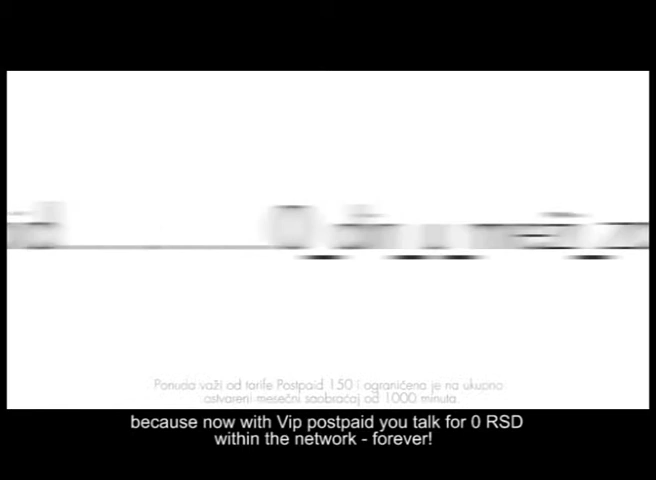 Ponuda važi od tarife Postpaid 150 i ograničena je na ukupno
ostvareni mesečni saobraćaj od 1000 minuta.
because now with Vip postpaid you talk for 0 RSD
within the network - forever!